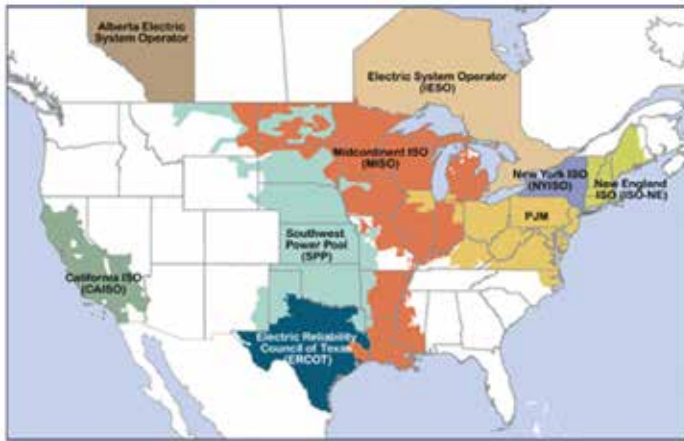 Alberta Electric
System Operator
Electric System Operator
(IESO)
Midcontinent ISO
(MISO)
New York ISO
(NYISO)
New England
ISO (ISO-NE)
PJM
Southwest
Power Pool
(SPP)
California ISO
(CAISO)
Electric Reliability
Council of Texas
(ERCOT)